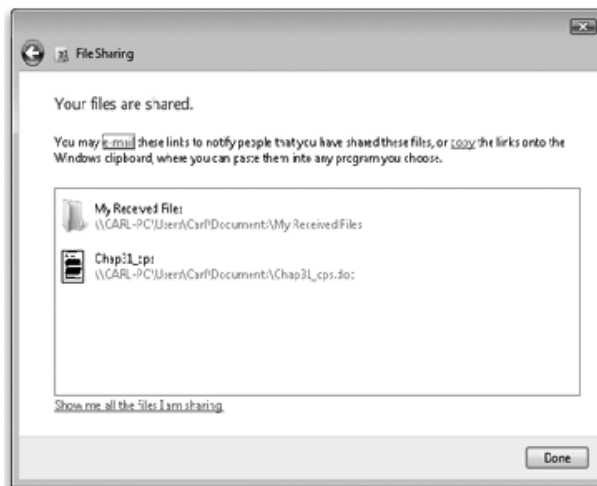 File Sharing
Your files are shared.
You may e-mail these links to notify people that you have shared these files, or copy the links onto the
Windows clipboard, where you can paste them into any program you choose.
My Received Files
\\CARL-PC\Users\Carl\Documents\My Received Files
Chap31_cps
\\CARL-PC\Users\Carl\Documents\Chap31_cps.doc
Show me all the files I am sharing.
Done